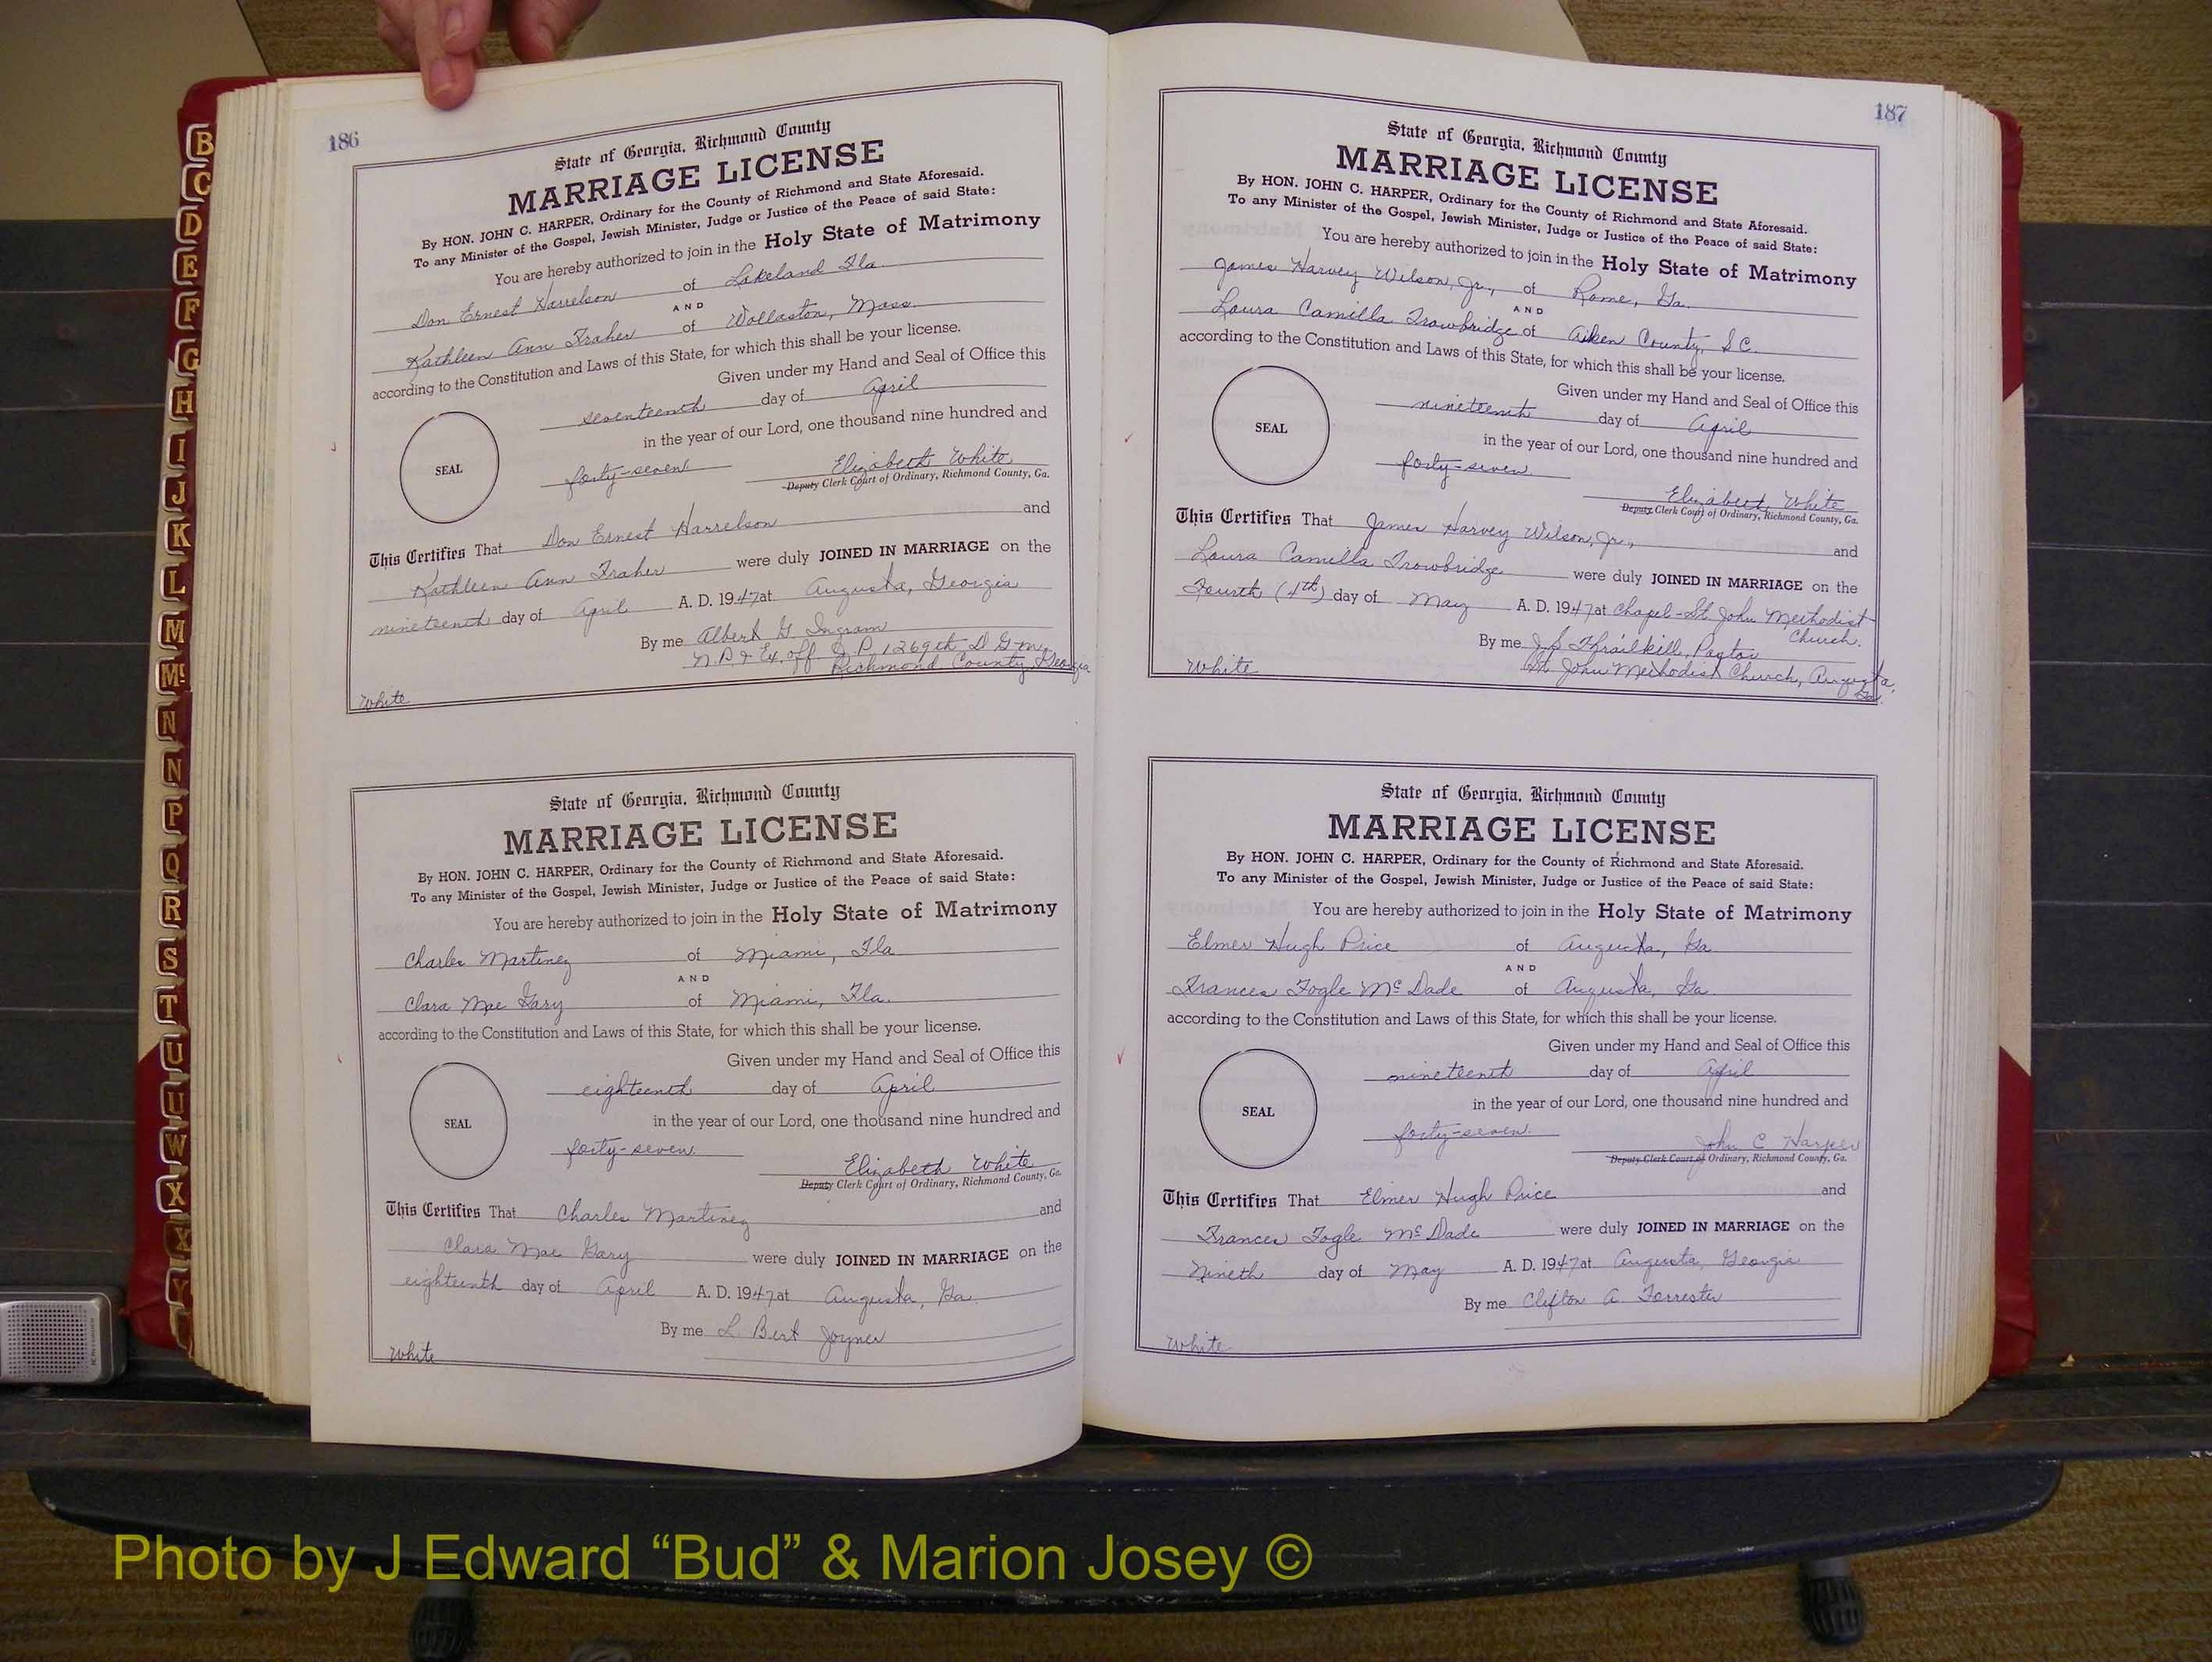 186
State of Georgia, Richmond County
MARRIAGE LICENSE
By HON. JOHN C. HARPER, Ordinary for the County of Richmond and State Aforesaid.
To any Minister of the Gospel, Jewish Minister, Judge or Justice of the Peace of said State:
You are hereby authorized to join in the Holy State of Matrimony
Don Ernest Harrelson of Lakeland Fla.
AND
Kathleen Ann Fraher of Wollaston, Mass.
according to the Constitution and Laws of this State, for which this shall be your license.
Given under my Hand and Seal of Office this
seventeenth day of April
in the year of our Lord, one thousand nine hundred and
SEAL
forty-seven Elizabeth White
Deputy Clerk Court of Ordinary, Richmond County, Ga.
This Certifies That Don Ernest Harrelson and
Kathleen Ann Fraher were duly JOINED IN MARRIAGE on the
nineteenth day of April A. D. 1947 at Augusta, Georgia
By me Albert G. Ingram
N.P. & Ex. off J.P. 1269th D G-m.
Richmond County, Georgia
White
State of Georgia, Richmond County
MARRIAGE LICENSE
By HON. JOHN C. HARPER, Ordinary for the County of Richmond and State Aforesaid.
To any Minister of the Gospel, Jewish Minister, Judge or Justice of the Peace of said State:
You are hereby authorized to join in the Holy State of Matrimony
Charles Martinez of Miami, Fla.
AND
Clara Mae Gary of Miami, Fla.
according to the Constitution and Laws of this State, for which this shall be your license.
Given under my Hand and Seal of Office this
eighteenth day of April
in the year of our Lord, one thousand nine hundred and
SEAL
forty-seven Elizabeth White
Deputy Clerk Court of Ordinary, Richmond County, Ga.
This Certifies That Charles Martinez and
Clara Mae Gary were duly JOINED IN MARRIAGE on the
eighteenth day of April A. D. 1947 at Augusta, Ga.
By me L. Bert Joyner
White
187
State of Georgia, Richmond County
MARRIAGE LICENSE
By HON. JOHN C. HARPER, Ordinary for the County of Richmond and State Aforesaid.
To any Minister of the Gospel, Jewish Minister, Judge or Justice of the Peace of said State:
You are hereby authorized to join in the Holy State of Matrimony
James Harvey Wilson, Jr., of Rome, Ga.
AND
Laura Camilla Trowbridge of Aiken County, S.C.
according to the Constitution and Laws of this State, for which this shall be your license.
Given under my Hand and Seal of Office this
nineteenth day of April
in the year of our Lord, one thousand nine hundred and
SEAL
forty-seven Elizabeth White
Deputy Clerk Court of Ordinary, Richmond County, Ga.
This Certifies That James Harvey Wilson, Jr., and
Laura Camilla Trowbridge were duly JOINED IN MARRIAGE on the
Fourth (4th) day of May A. D. 1947 at Chapel-St. John Methodist
Church.
By me J.S. Thrailkill, Pastor
St. John Methodist Church, Augusta,
Ga.
White
State of Georgia, Richmond County
MARRIAGE LICENSE
By HON. JOHN C. HARPER, Ordinary for the County of Richmond and State Aforesaid.
To any Minister of the Gospel, Jewish Minister, Judge or Justice of the Peace of said State:
You are hereby authorized to join in the Holy State of Matrimony
Elmer Hugh Price of Augusta, Ga.
AND
Frances Fogle McDade of Augusta, Ga.
according to the Constitution and Laws of this State, for which this shall be your license.
Given under my Hand and Seal of Office this
nineteenth day of April
in the year of our Lord, one thousand nine hundred and
SEAL
forty-seven. John C. Harper
Deputy Clerk Court of Ordinary, Richmond County, Ga.
This Certifies That Elmer Hugh Price and
Frances Fogle McDade were duly JOINED IN MARRIAGE on the
Nineth day of May A. D. 1947 at Augusta, Georgia
By me Clifton A. Forrester
White
B
C
D
E
F
G
H
I
J
K
L
M
Mc
N
N
P
Q
R
S
T
U
U
W
X
X
Y
Photo by J Edward “Bud” & Marion Josey ©